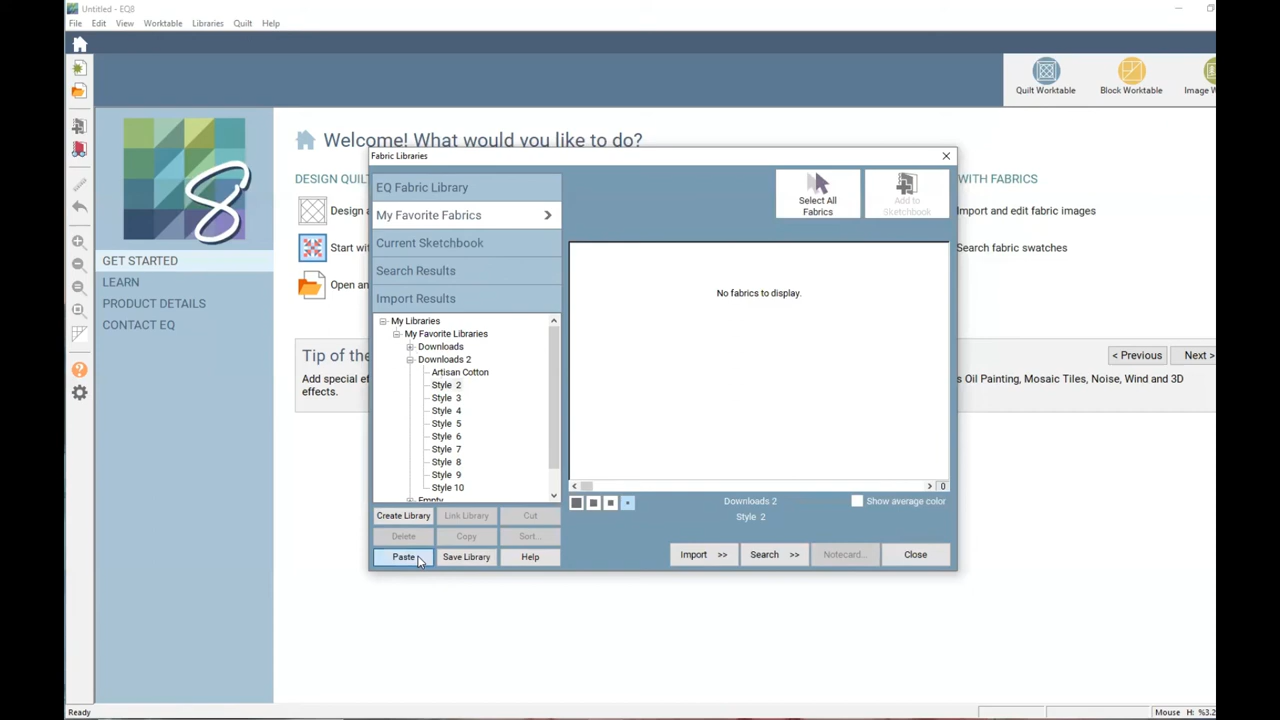 Untitled - EQ8
File Edit View Worktable Libraries Quilt Help
Quilt Worktable
Block Worktable
Image W
Welcome! What would you like to do?
Fabric Libraries
EQ Fabric Library
My Favorite Fabrics
Current Sketchbook
Search Results
Import Results
Select All
Fabrics
Add to
Sketchbook
No fabrics to display.
My Libraries
My Favorite Libraries
Downloads
Downloads 2
Artisan Cotton
Style 2
Style 3
Style 4
Style 5
Style 6
Style 7
Style 8
Style 9
Style 10
Empty
0
Downloads 2
Show average color
Style 2
Create Library Link Library Cut
Delete Copy Sort...
Paste Save Library Help
Import >> Search >> Notecard... Close
8
GET STARTED
LEARN
PRODUCT DETAILS
CONTACT EQ
DESIGN QUIL
Design a
Start wit
Open an
WITH FABRICS
Import and edit fabric images
Search fabric swatches
Tip of the
< Previous Next >
Add special ef
s Oil Painting, Mosaic Tiles, Noise, Wind and 3D
effects.
Ready
Mouse H: %3.2